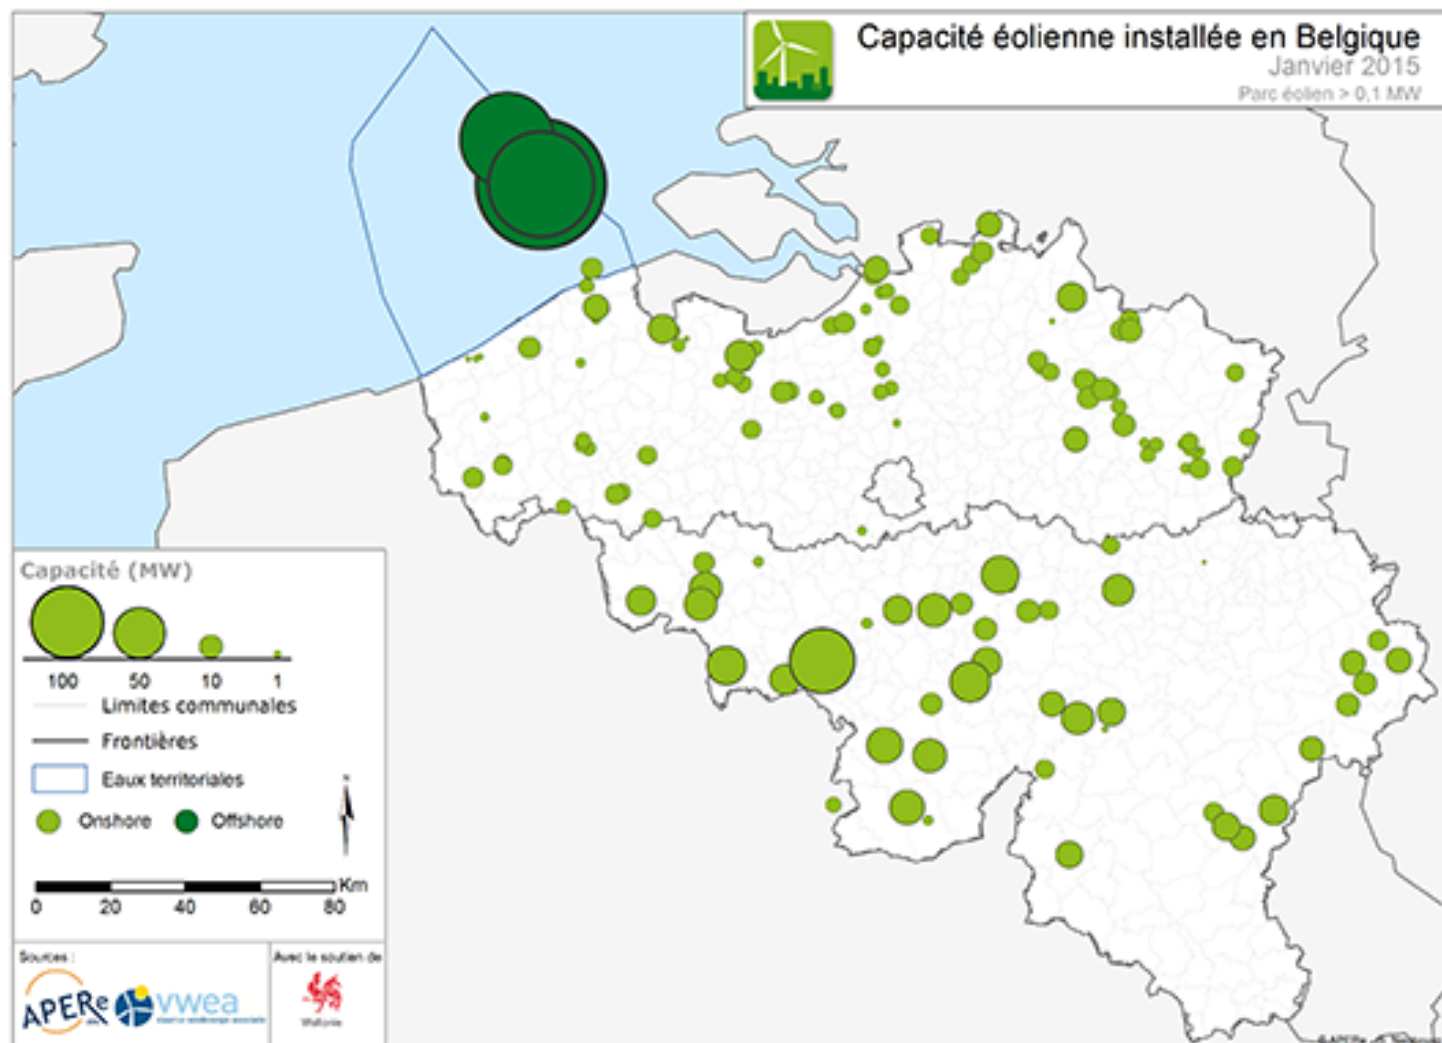 Capacité éolienne installée en Belgique
Janvier 2015
Parc éolien > 0,1 MW
Capacité (MW)
100 50 10 1
Limites communales
Frontières
Eaux territoriales
Onshore Offshore
Km
0 20 40 60 80
Sources :
Avec le soutien de
APERe
vwea
Wallonie